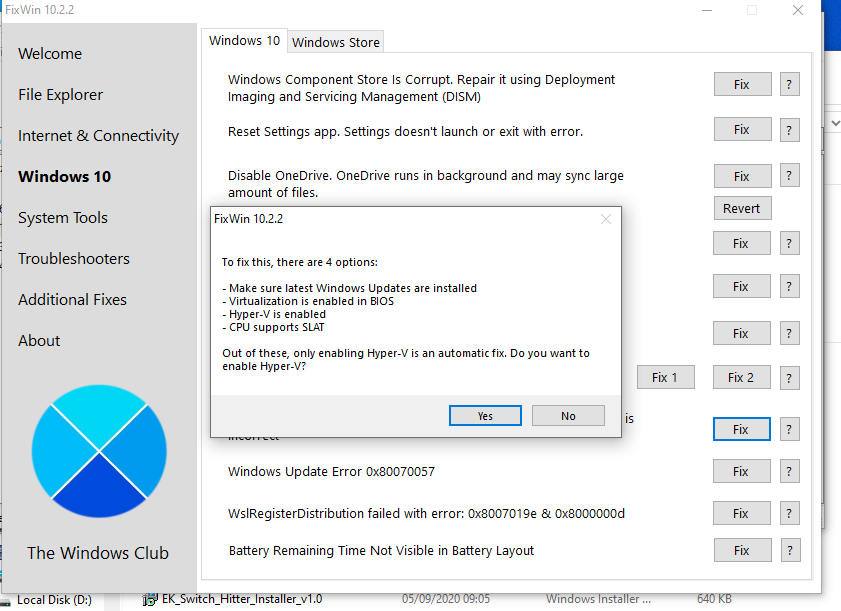 FixWin 10.2.2
Welcome
File Explorer
Internet & Connectivity
Windows 10
System Tools
Troubleshooters
Additional Fixes
About
The Windows Club
Windows 10
Windows Store
Windows Component Store Is Corrupt. Repair it using Deployment
Imaging and Servicing Management (DISM)
Fix
?
Reset Settings app. Settings doesn't launch or exit with error.
Fix
?
Disable OneDrive. OneDrive runs in background and may sync large
amount of files.
Fix
?
Revert
Fix
?
Fix
?
Fix
?
Fix 1
Fix 2
?
is
incorrect
Fix
?
Windows Update Error 0x80070057
Fix
?
WslRegisterDistribution failed with error: 0x8007019e & 0x8000000d
Fix
?
Battery Remaining Time Not Visible in Battery Layout
Fix
?
FixWin 10.2.2
To fix this, there are 4 options:
- Make sure latest Windows Updates are installed
- Virtualization is enabled in BIOS
- Hyper-V is enabled
- CPU supports SLAT
Out of these, only enabling Hyper-V is an automatic fix. Do you want to
enable Hyper-V?
Yes
No
Local Disk (D:)
EK_Switch_Hitter_Installer_v1.0
05/09/2020 09:05
Windows Installer ...
640 KB